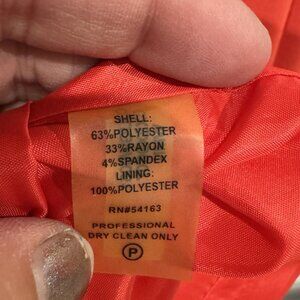 SHELL:
63%POLYESTER
33%RAYON
4%SPANDEX
LINING:
100%POLYESTER
RN#54163
PROFESSIONAL
DRY CLEAN ONLY
P